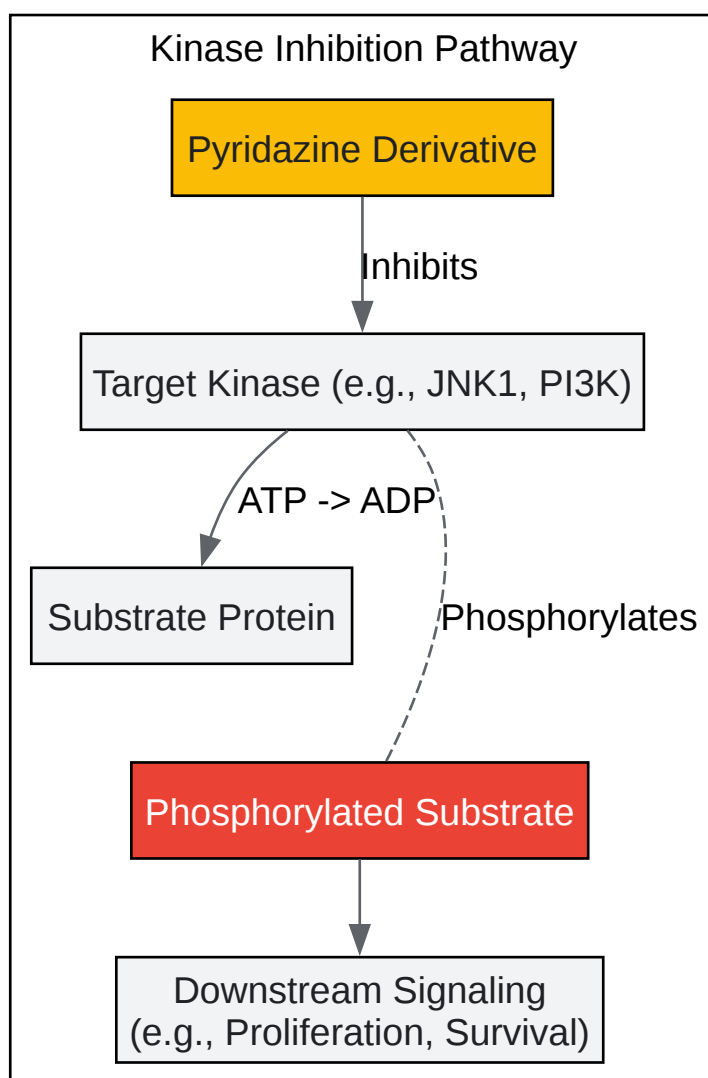 Kinase Inhibition Pathway
Pyridazine Derivative
Inhibits
Target Kinase (e.g., JNK1, PI3K)
ATP -> ADP
Substrate Protein
Phosphorylates
Phosphorylated Substrate
Downstream Signaling
(e.g., Proliferation, Survival)